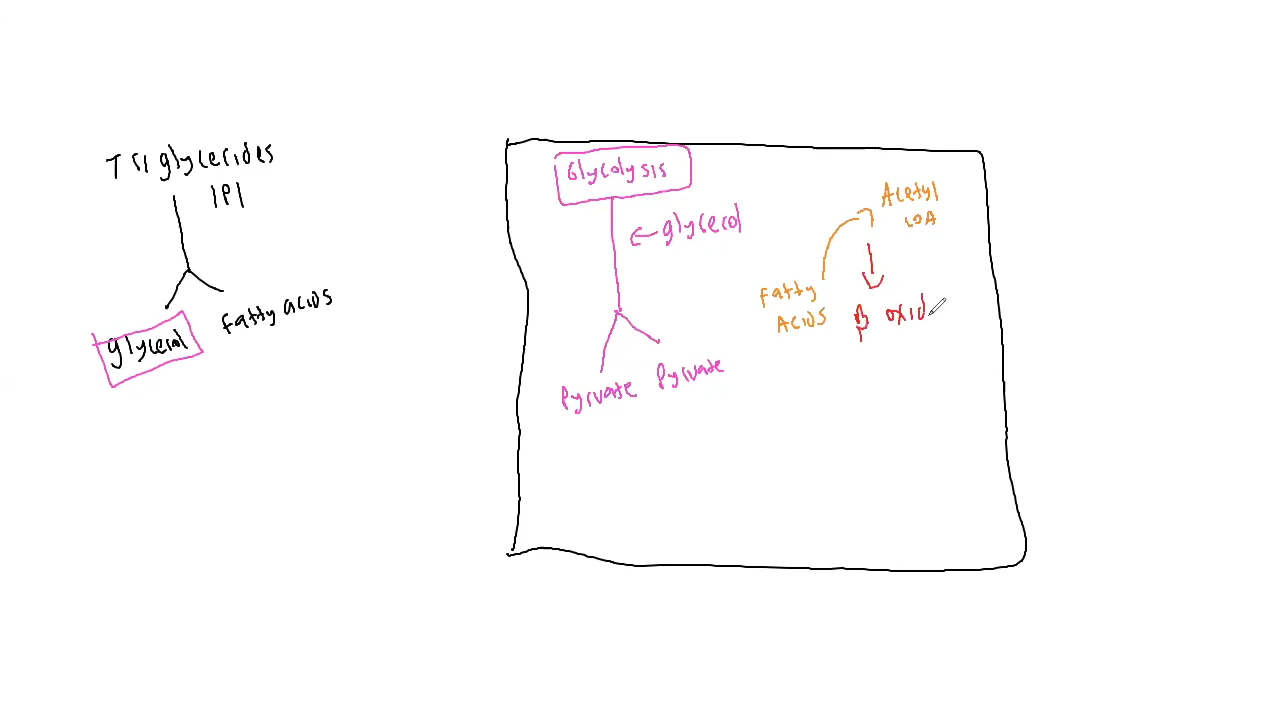 Triglycerides
|P|
glycerol
fatty acids
Glycolysis
glycerol
Pyruvate Pyruvate
Acetyl
COA
Fatty
Acids
β oxid